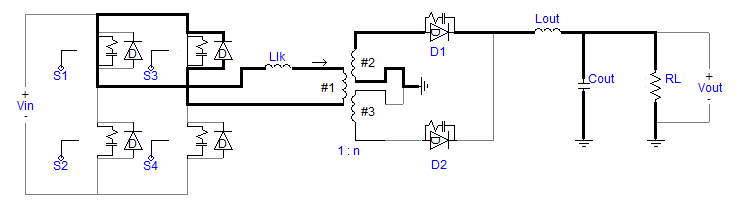 D1
Lout
S1
D
S3
D
Llk
#2
#1
#3
+
Vin
-
Cout
RL
+
Vout
-
S2
D
S4
D
1 : n
D2